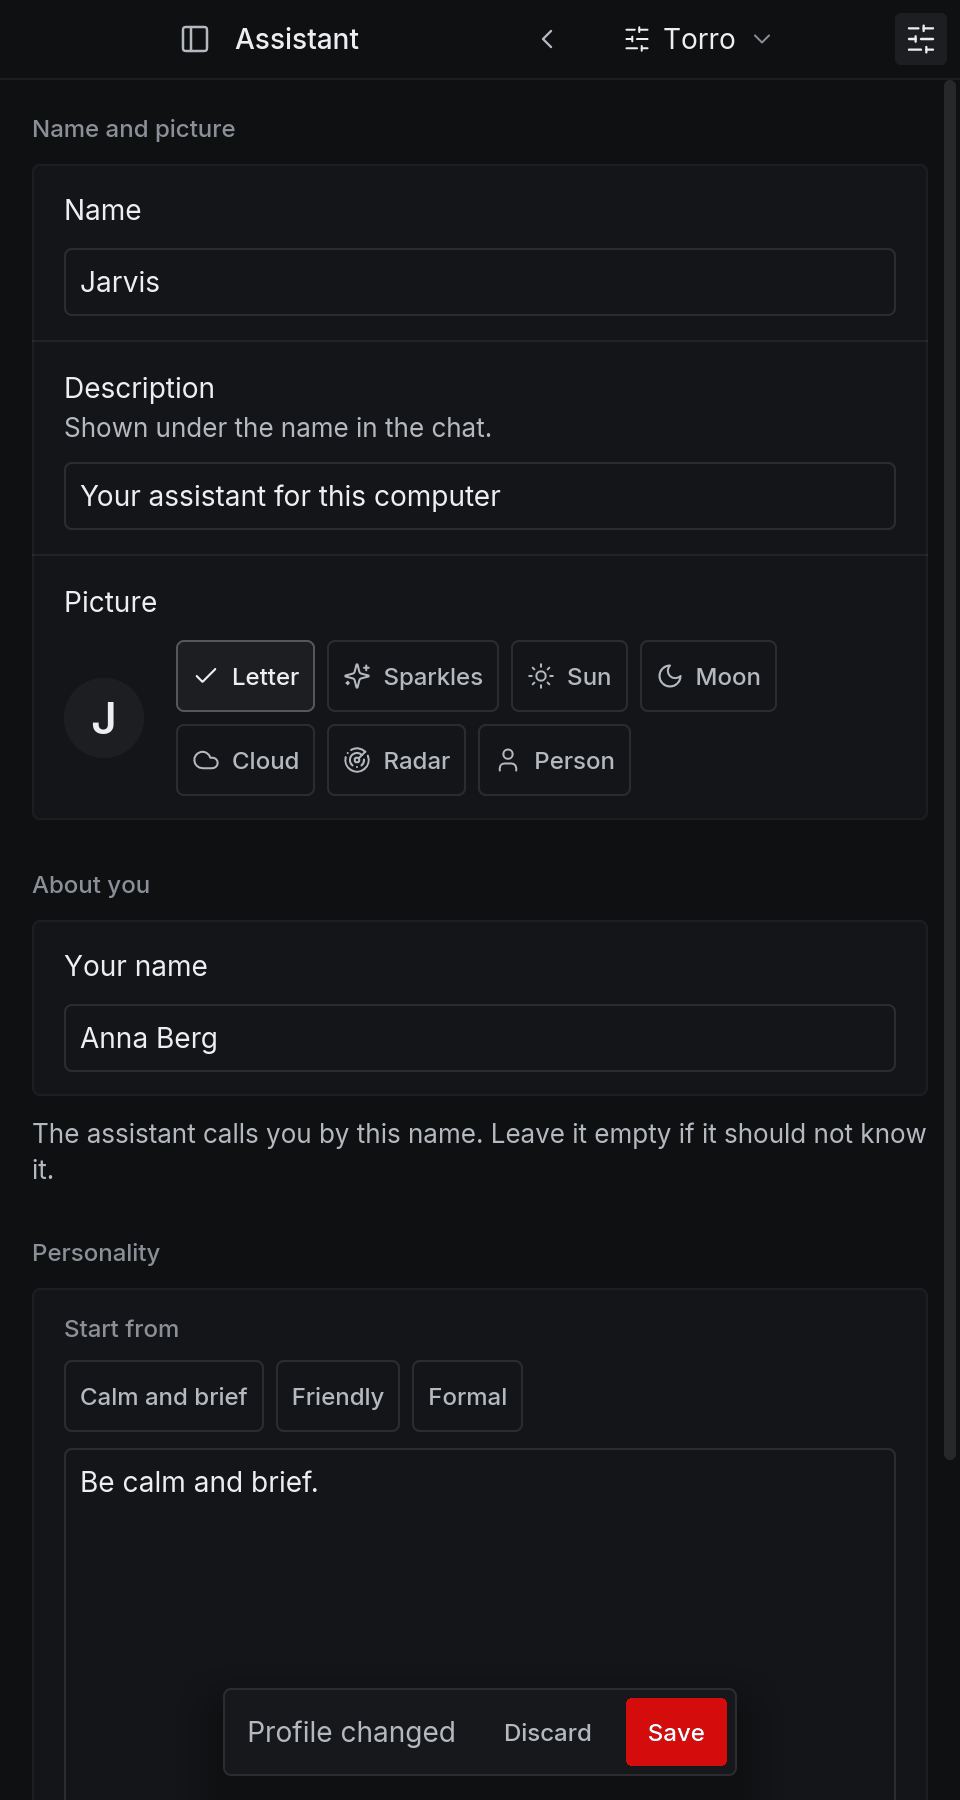 Assistant
Torro
Name and picture
Name
Jarvis
Description
Shown under the name in the chat.
Your assistant for this computer
Picture
J
Letter
Sparkles
Sun
Moon
Cloud
Radar
Person
About you
Your name
Anna Berg
The assistant calls you by this name. Leave it empty if it should not know
it.
Personality
Start from
Calm and brief
Friendly
Formal
Be calm and brief.
Profile changed
Discard
Save